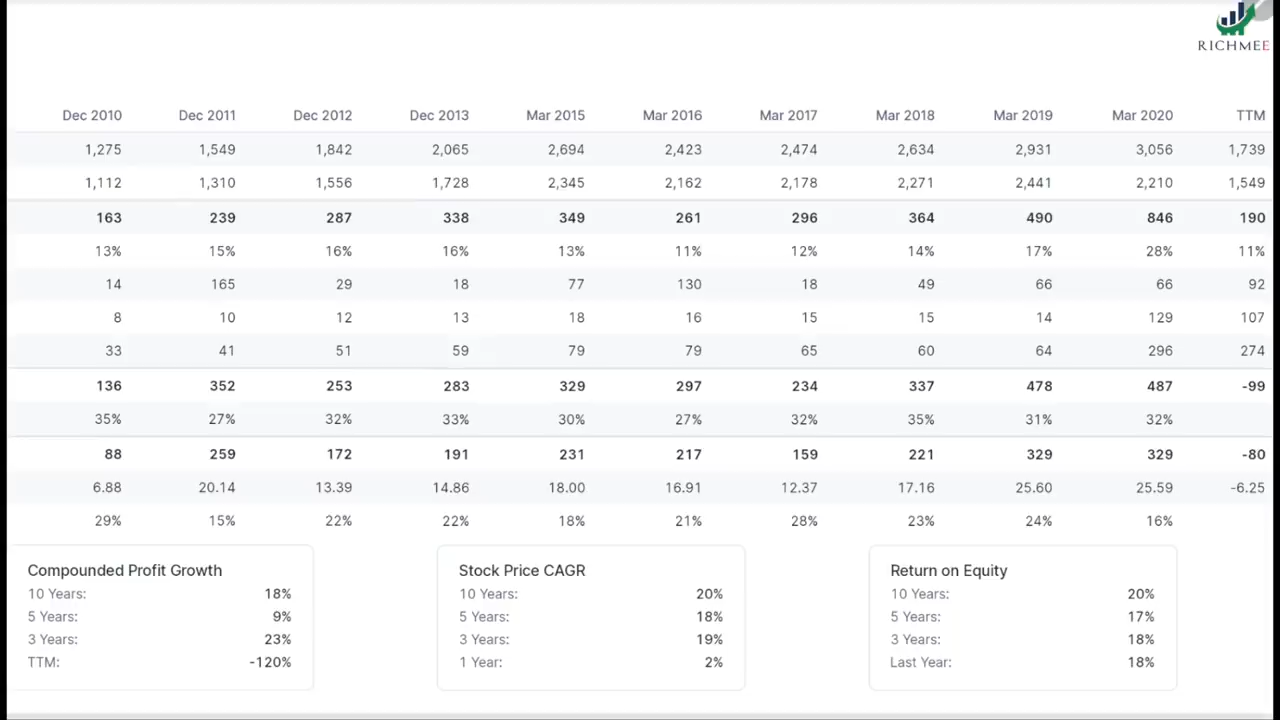 RICHMEE
Dec 2010 Dec 2011 Dec 2012 Dec 2013 Mar 2015 Mar 2016 Mar 2017 Mar 2018 Mar 2019 Mar 2020 TTM
1,275 1,549 1,842 2,065 2,694 2,423 2,474 2,634 2,931 3,056 1,739
1,112 1,310 1,556 1,728 2,345 2,162 2,178 2,271 2,441 2,210 1,549
163 239 287 338 349 261 296 364 490 846 190
13% 15% 16% 16% 13% 11% 12% 14% 17% 28% 11%
14 165 29 18 77 130 18 49 66 66 92
8 10 12 13 18 16 15 15 14 129 107
33 41 51 59 79 79 65 60 64 296 274
136 352 253 283 329 297 234 337 478 487 -99
35% 27% 32% 33% 30% 27% 32% 35% 31% 32%
88 259 172 191 231 217 159 221 329 329 -80
6.88 20.14 13.39 14.86 18.00 16.91 12.37 17.16 25.60 25.59 -6.25
29% 15% 22% 22% 18% 21% 28% 23% 24% 16%
Compounded Profit Growth
10 Years: 18%
5 Years: 9%
3 Years: 23%
TTM: -120%
Stock Price CAGR
10 Years: 20%
5 Years: 18%
3 Years: 19%
1 Year: 2%
Return on Equity
10 Years: 20%
5 Years: 17%
3 Years: 18%
Last Year: 18%